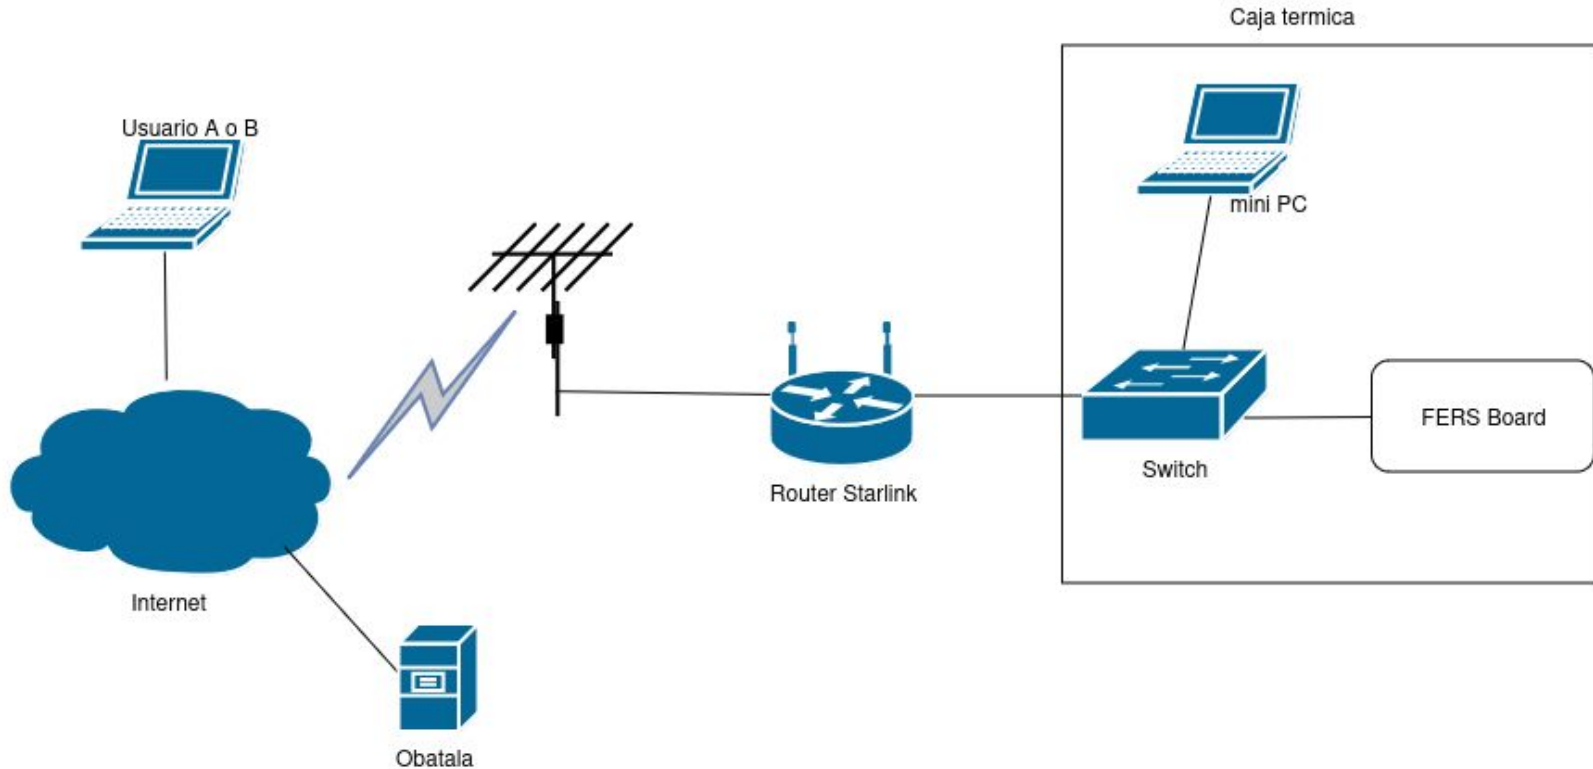 Caja termica
Usuario A o B
mini PC
FERS Board
Switch
Router Starlink
Internet
Obatala